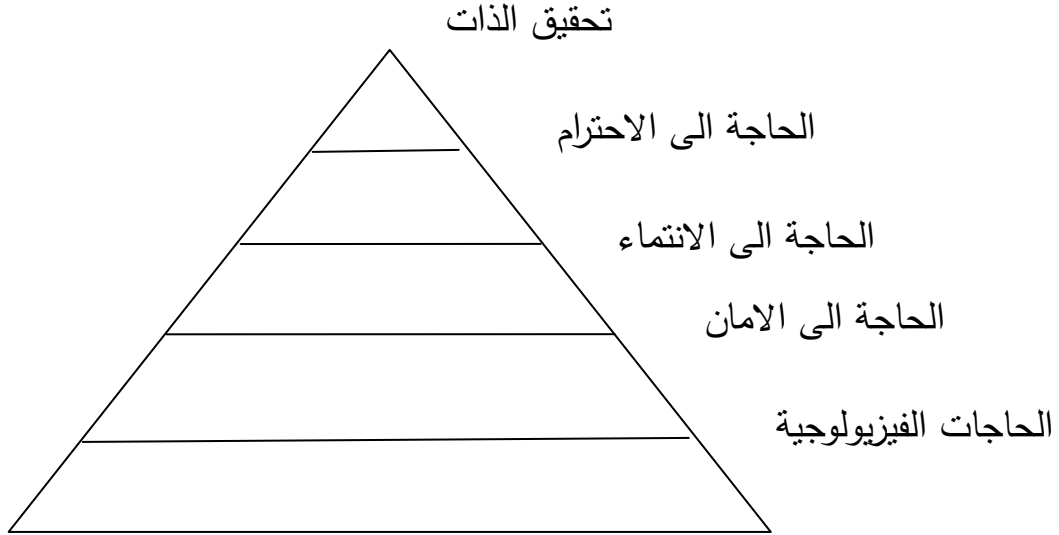 تحقيق الذات
الحاجة الى الاحترام
الحاجة الى الانتماء
الحاجة الى الامان
الحاجات الفيزيولوجية